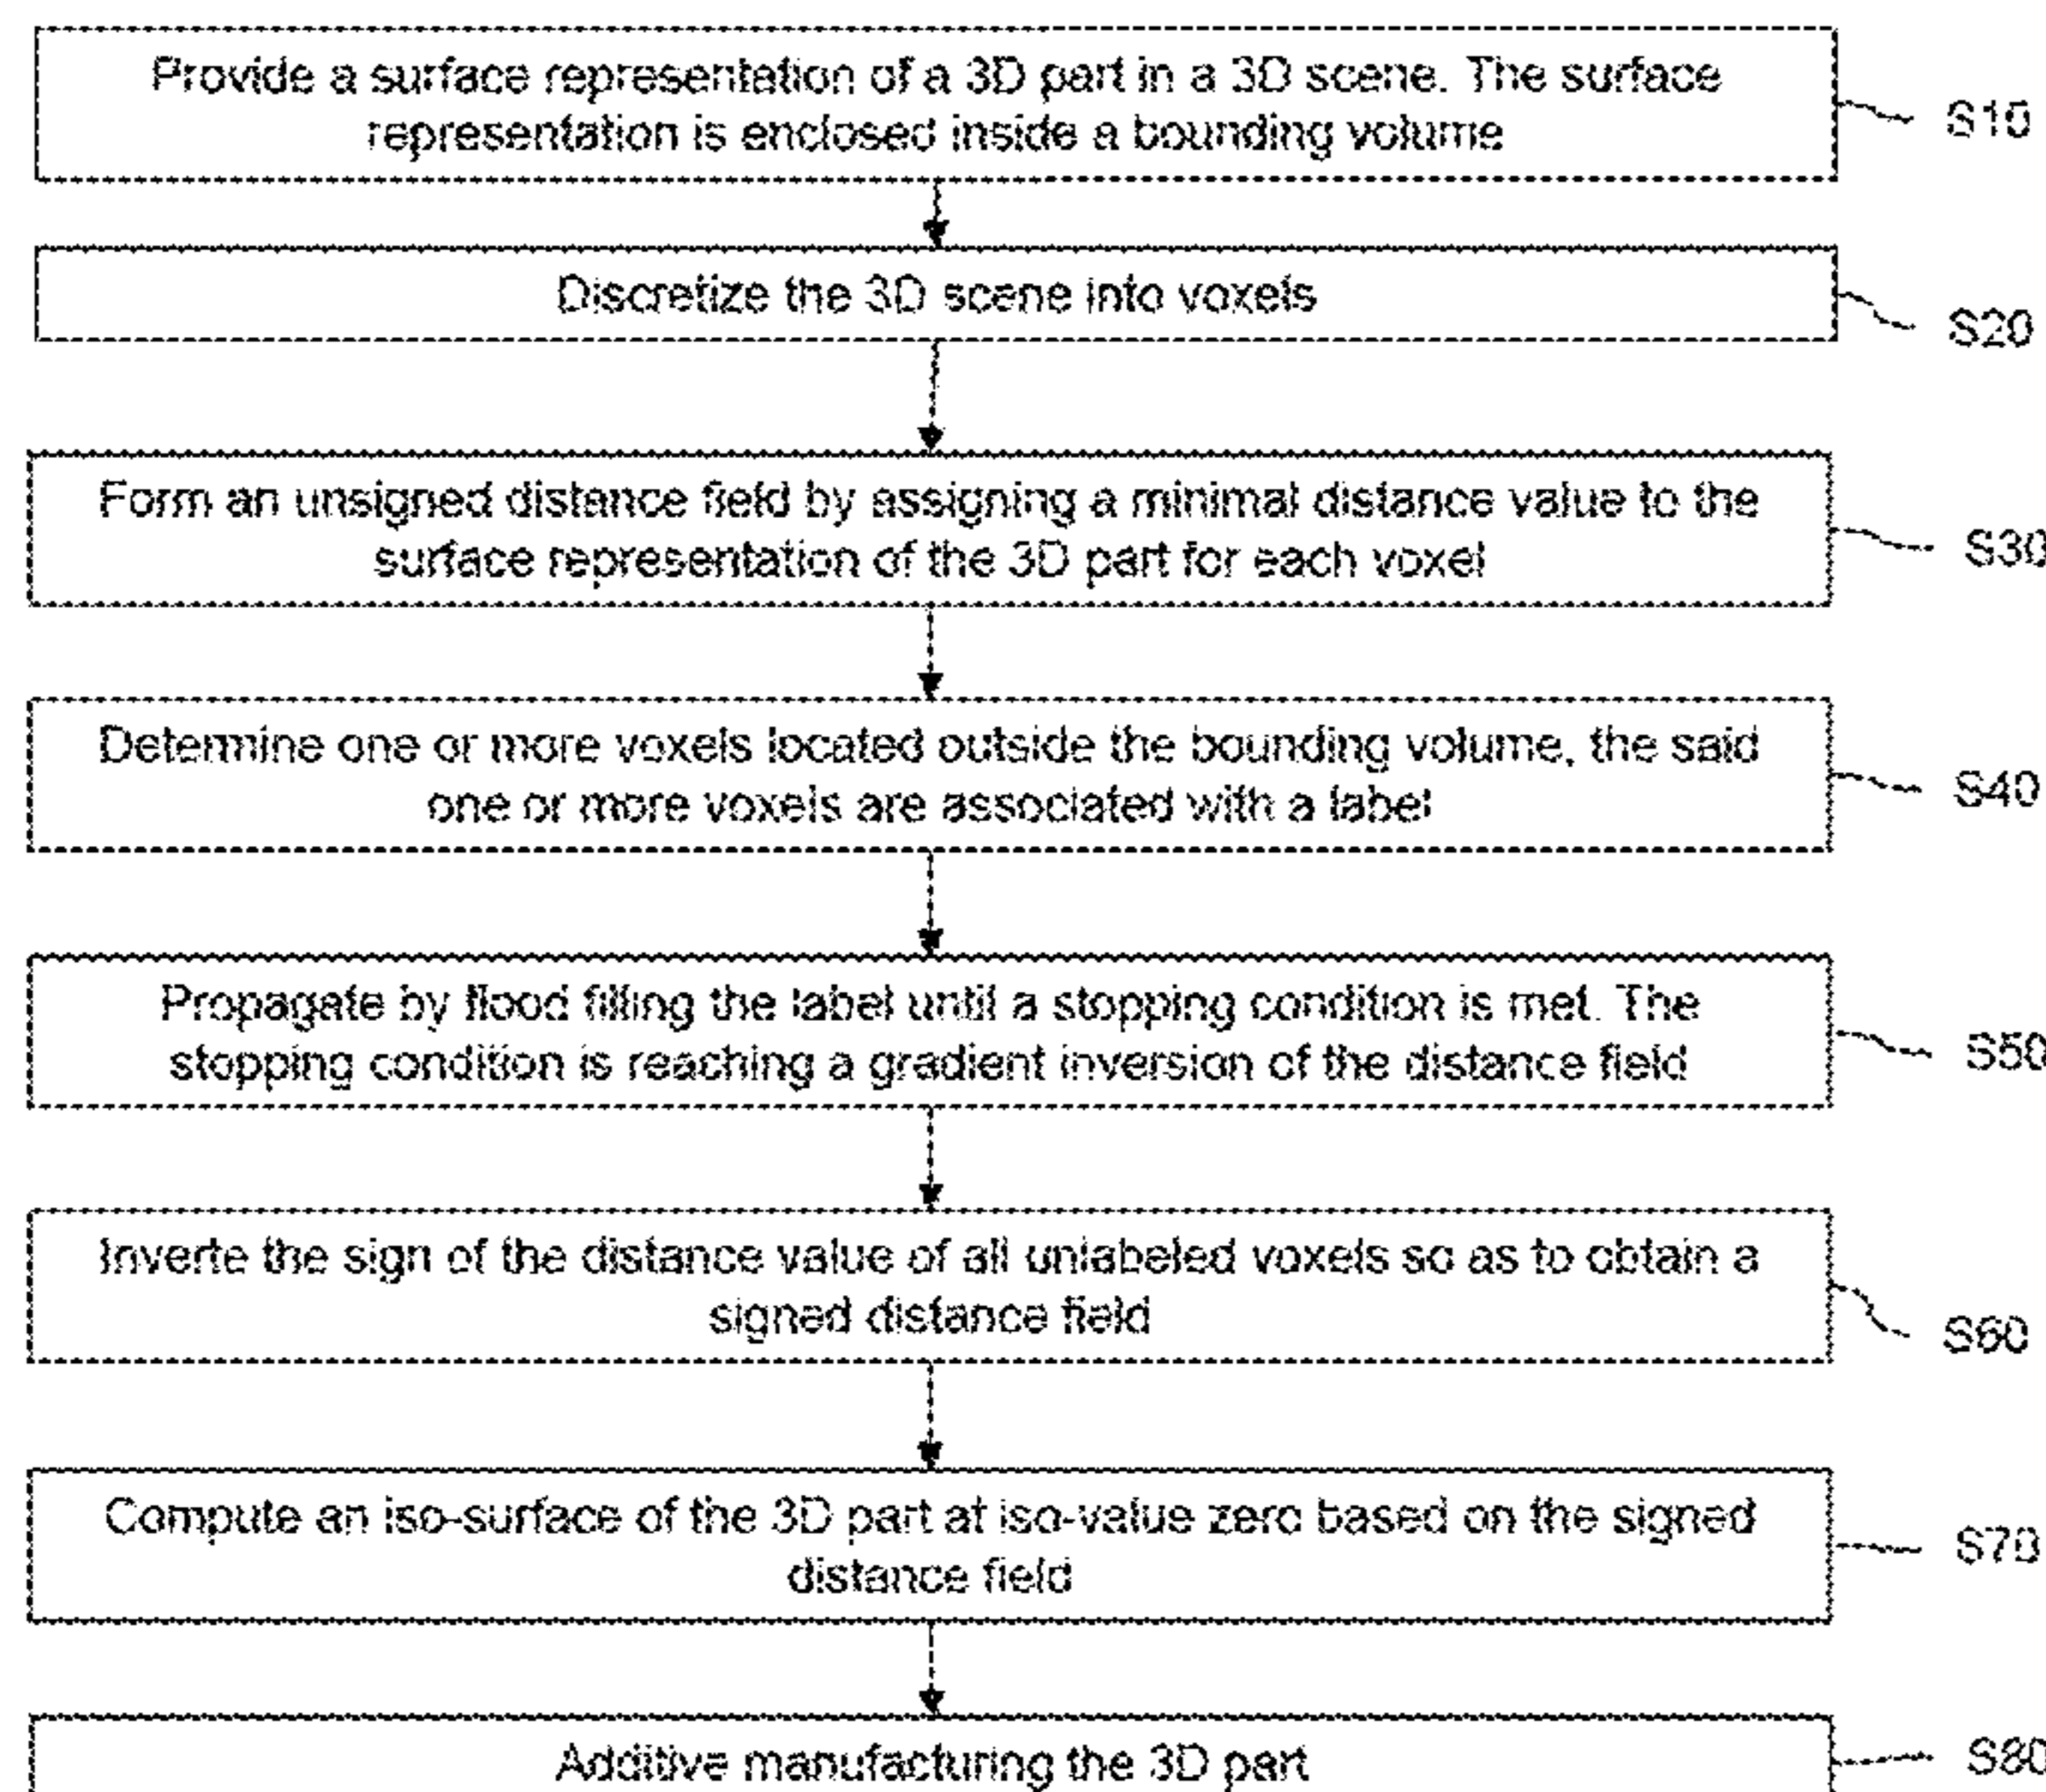 Provide a surface representation of a 3D part in a 3D scene. The surface
representation is enclosed inside a bounding volume
S10
Discretize the 3D scene into voxels
S20
Form an unsigned distance field by assigning a minimal distance value to the
surface representation of the 3D part for each voxel
S30
Determine one or more voxels located outside the bounding volume, the said
one or more voxels are associated with a label
S40
Propagate by flood filling the label until a stopping condition is met. The
stopping condition is reaching a gradient inversion of the distance field
S50
Inverte the sign of the distance value of all unlabeled voxels so as to obtain a
signed distance field
S60
Compute an iso-surface of the 3D part at iso-value zero based on the signed
distance field
S70
Additive manufacturing the 3D part
S80